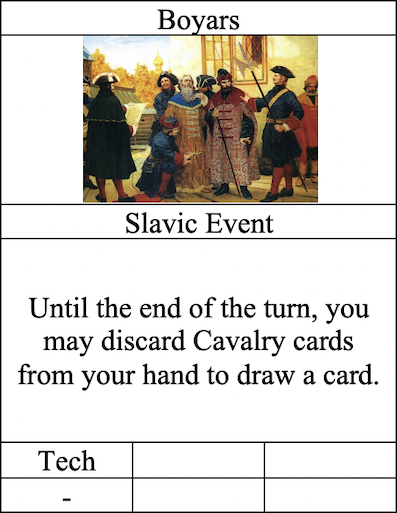 Boyars
Slavic Event
Until the end of the turn, you
may discard Cavalry cards
from your hand to draw a card.
Tech
-